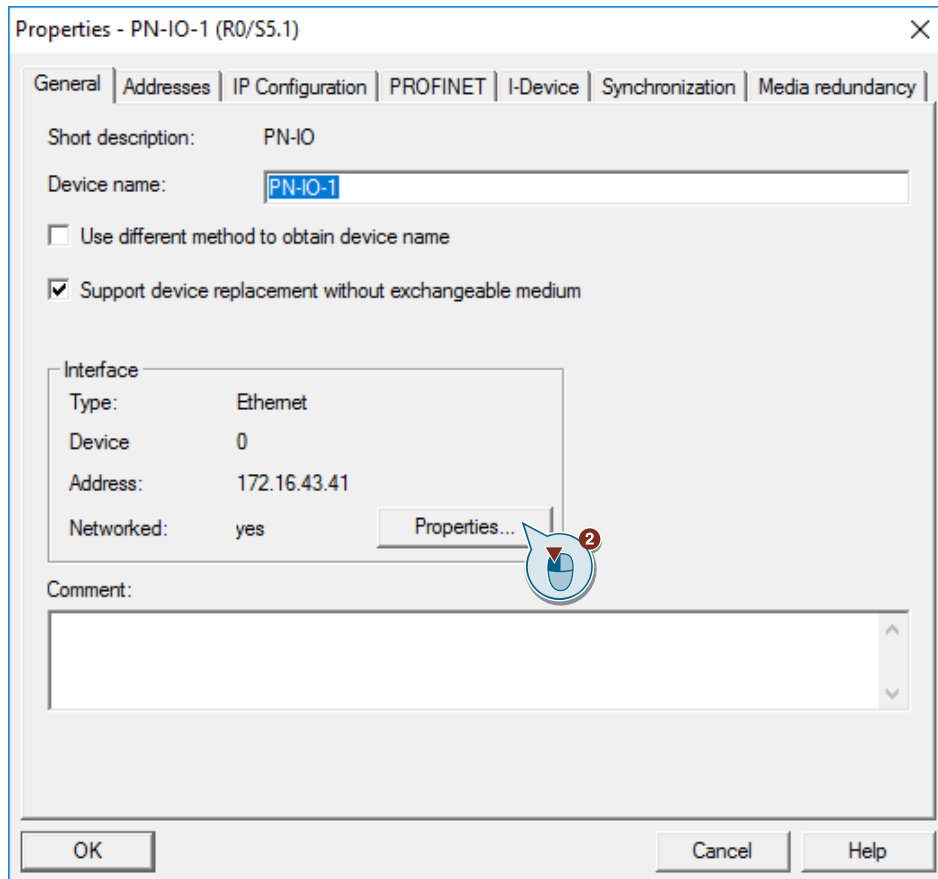 Properties - PN-IO-1 (R0/S5.1)
General Addresses IP Configuration PROFINET I-Device Synchronization Media redundancy
Short description: PN-IO
Device name: PN-IO-1
Use different method to obtain device name
Support device replacement without exchangeable medium
Interface
Type: Ethernet
Device 0
Address: 172.16.43.41
Networked: yes Properties...
2
Comment:
OK Cancel Help